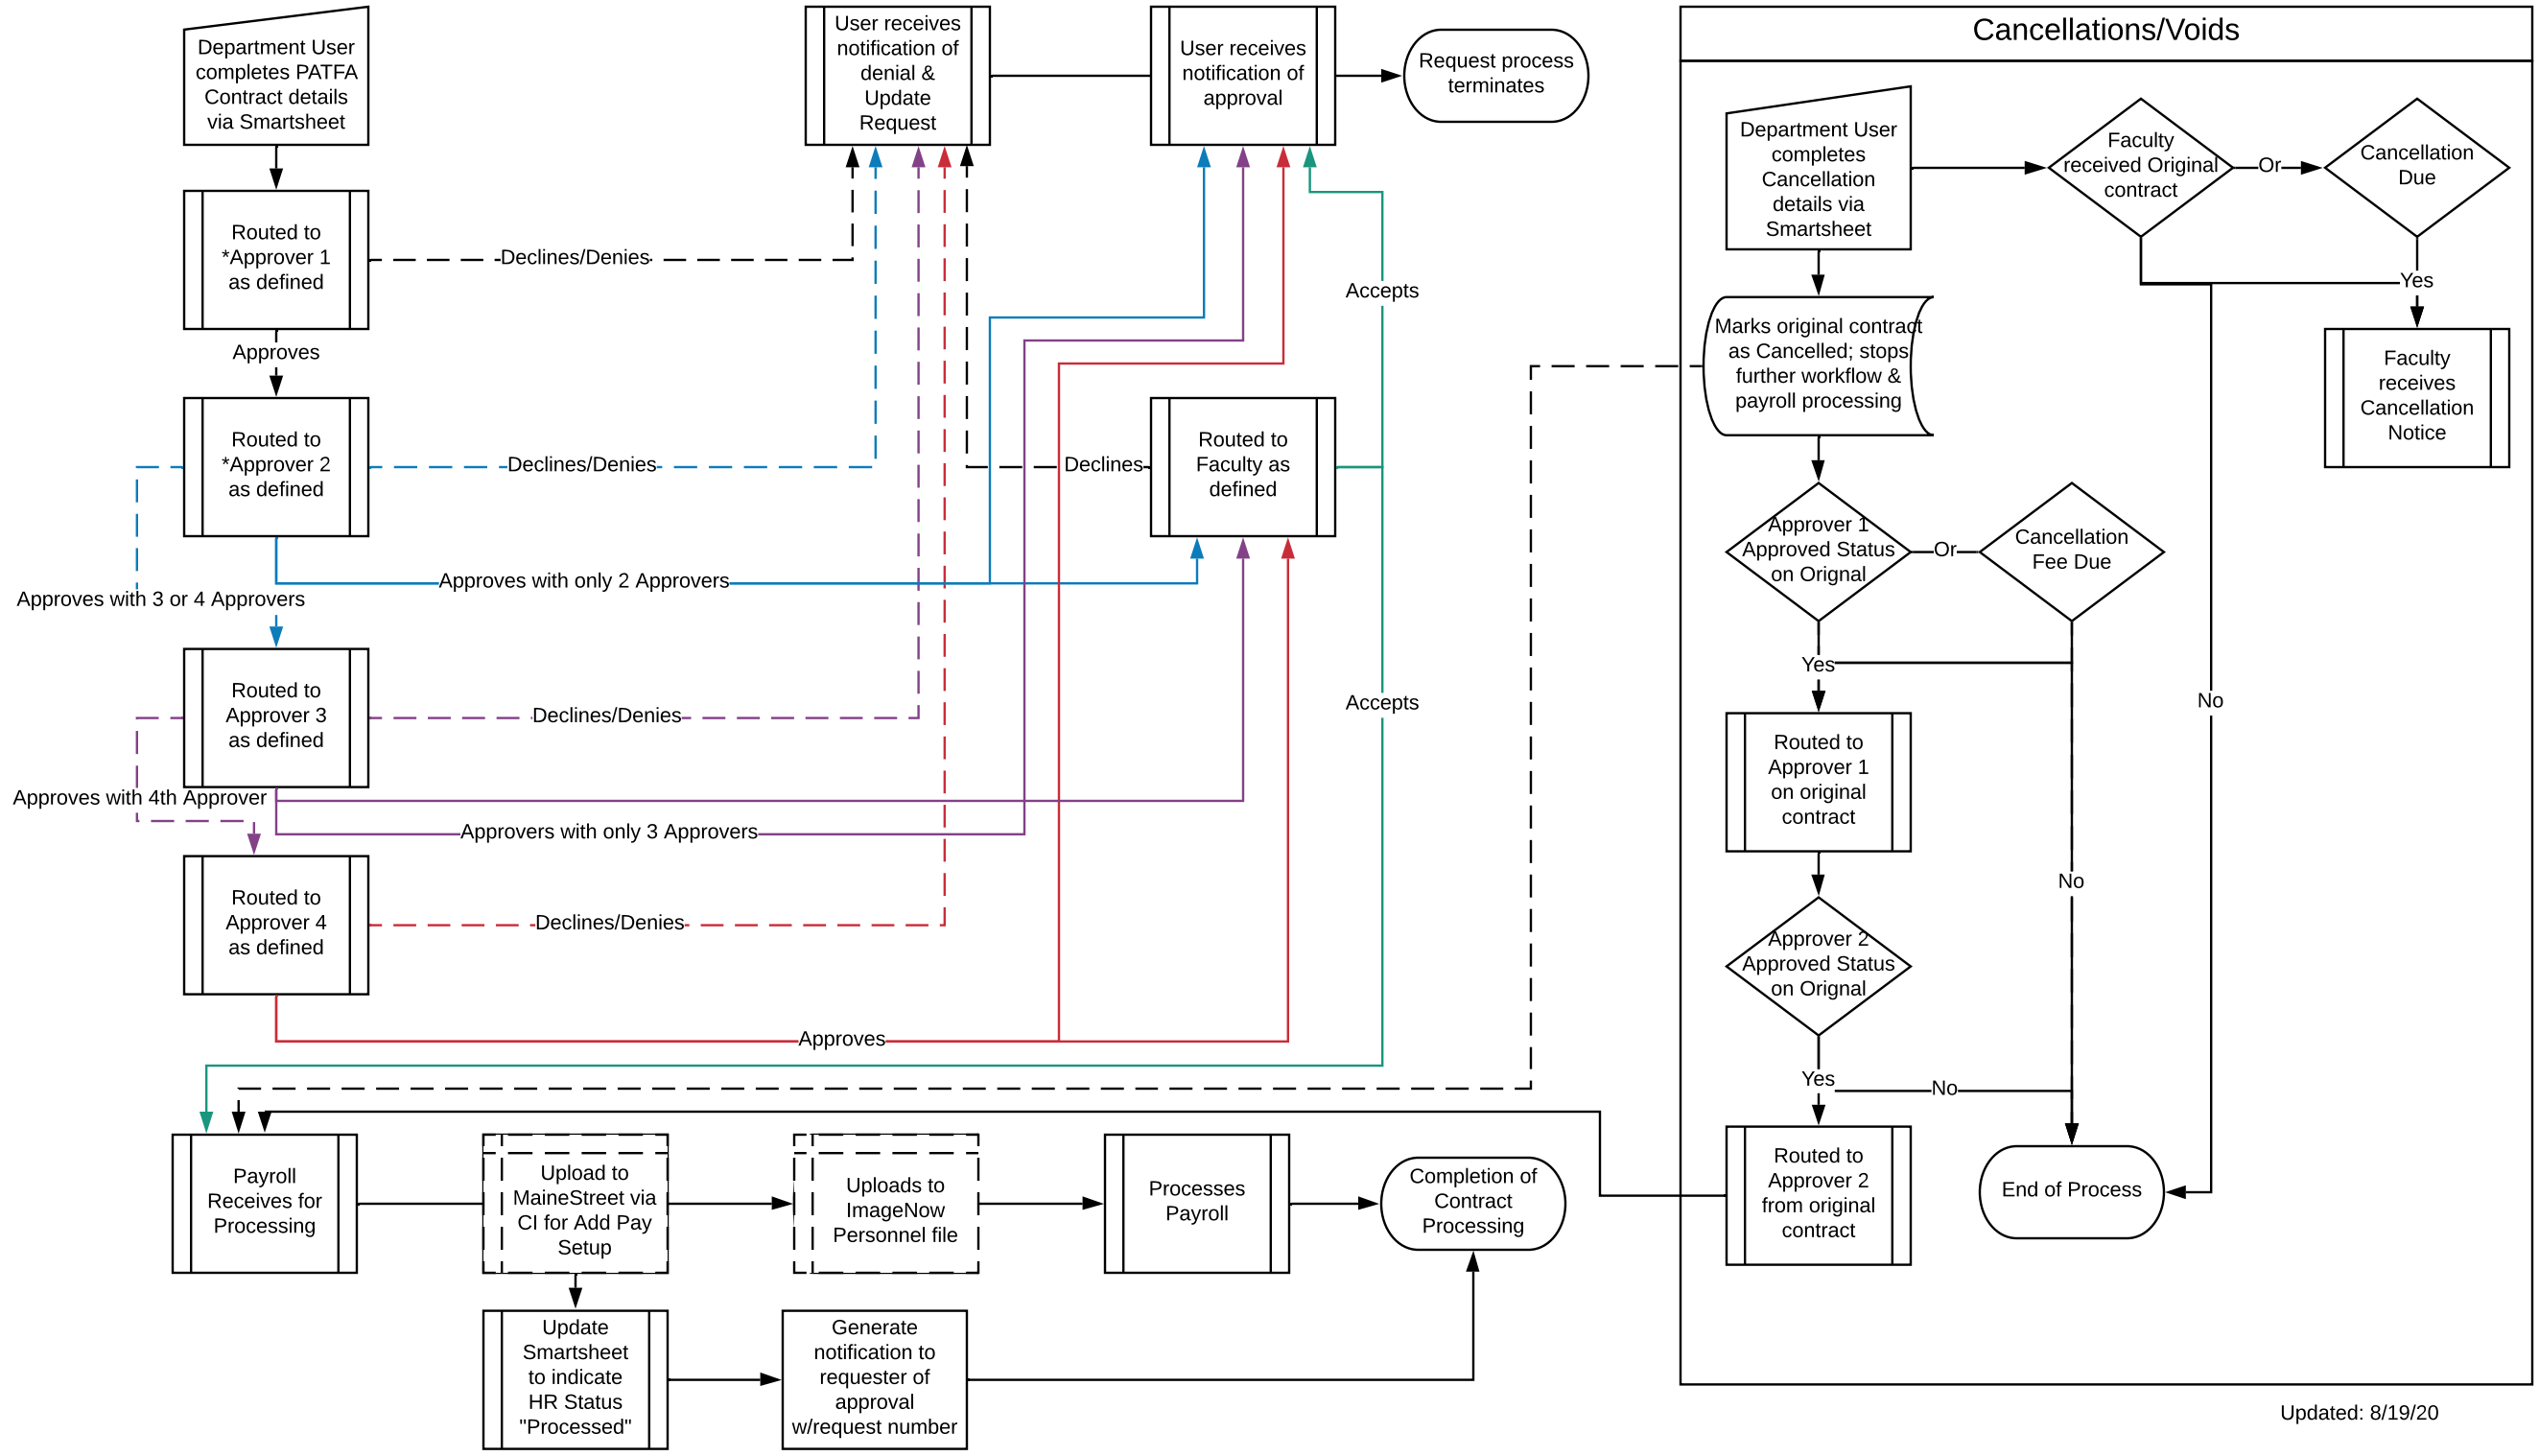 Department User
completes PATFA
Contract details
via Smartsheet
User receives
notification of
denial &
Update
Request
User receives
notification of
approval
Request process
terminates
Routed to
*Approver 1
as defined
Declines/Denies
Approves
Accepts
Routed to
*Approver 2
as defined
Declines/Denies
Declines
Routed to
Faculty as
defined
Approves with only 2 Approvers
Approves with 3 or 4 Approvers
Routed to
Approver 3
as defined
Declines/Denies
Accepts
Approves with 4th Approver
Approvers with only 3 Approvers
Routed to
Approver 4
as defined
Declines/Denies
Approves
Payroll
Receives for
Processing
Upload to
MaineStreet via
CI for Add Pay
Setup
Uploads to
ImageNow
Personnel file
Processes
Payroll
Completion of
Contract
Processing
Update
Smartsheet
to indicate
HR Status
"Processed"
Generate
notification to
requester of
approval
w/request number
Cancellations/Voids
Department User
completes
Cancellation
details via
Smartsheet
Faculty
received Original
contract
Or
Cancellation
Due
Yes
Faculty
receives
Cancellation
Notice
Marks original contract
as Cancelled; stops
further workflow &
payroll processing
Approver 1
Approved Status
on Orignal
Or
Cancellation
Fee Due
Yes
No
Routed to
Approver 1
on original
contract
No
Approver 2
Approved Status
on Orignal
Yes
No
Routed to
Approver 2
from original
contract
End of Process
Updated: 8/19/20